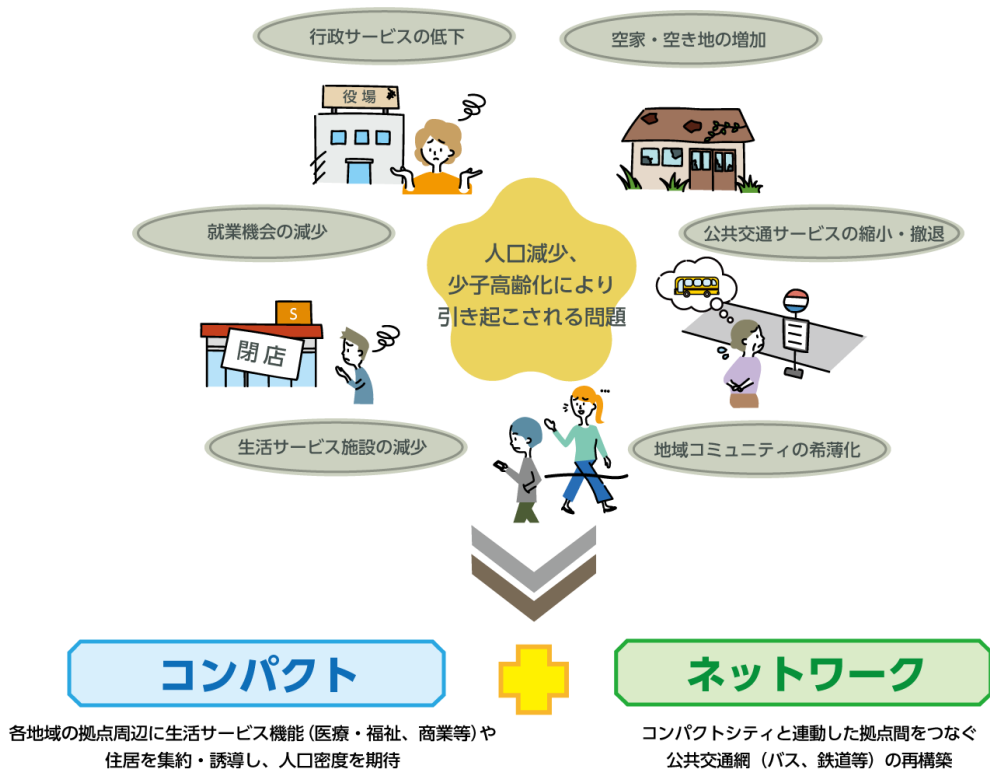 行政サービスの低下
空家・空き地の増加
役場
就業機会の減少
人口減少、
少子高齢化により
引き起こされる問題
公共交通サービスの縮小・撤退
S
閉店
生活サービス施設の減少
地域コミュニティの希薄化
コンパクト
ネットワーク
各地域の拠点周辺に生活サービス機能(医療・福祉、商業等)や
住居を集約・誘導し、人口密度を期待
コンパクトシティと連動した拠点間をつなぐ
公共交通網(バス、鉄道等)の再構築